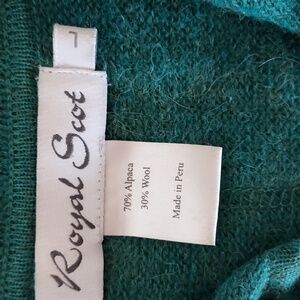 L
Royal Scot
70% Alpaca
30% Wool
Made in Peru